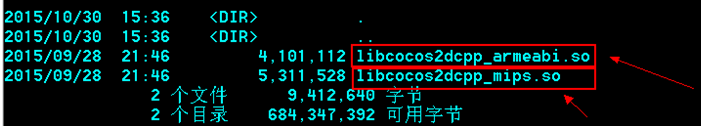 2015/10/30  15:36    <DIR>          .
2015/10/30  15:36    <DIR>          ..
2015/09/28  21:46         4,101,112 libcocos2dcpp_armeabi.so
2015/09/28  21:46         5,311,528 libcocos2dcpp_mips.so
2 个文件      9,412,640 字节
2 个目录    684,347,392 可用字节